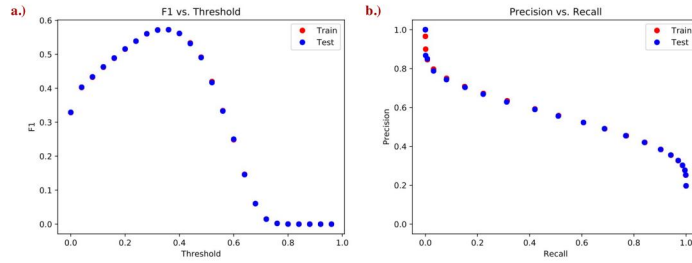 a.)
F1 vs. Threshold
Train
Test
0.6
0.5
0.4
0.3
0.2
0.1
0.0
F1
0.0 0.2 0.4 0.6 0.8 1.0
Threshold
b.)
Precision vs. Recall
Train
Test
1.0
0.8
0.6
0.4
0.2
0.0
Precision
0.0 0.2 0.4 0.6 0.8 1.0
Recall